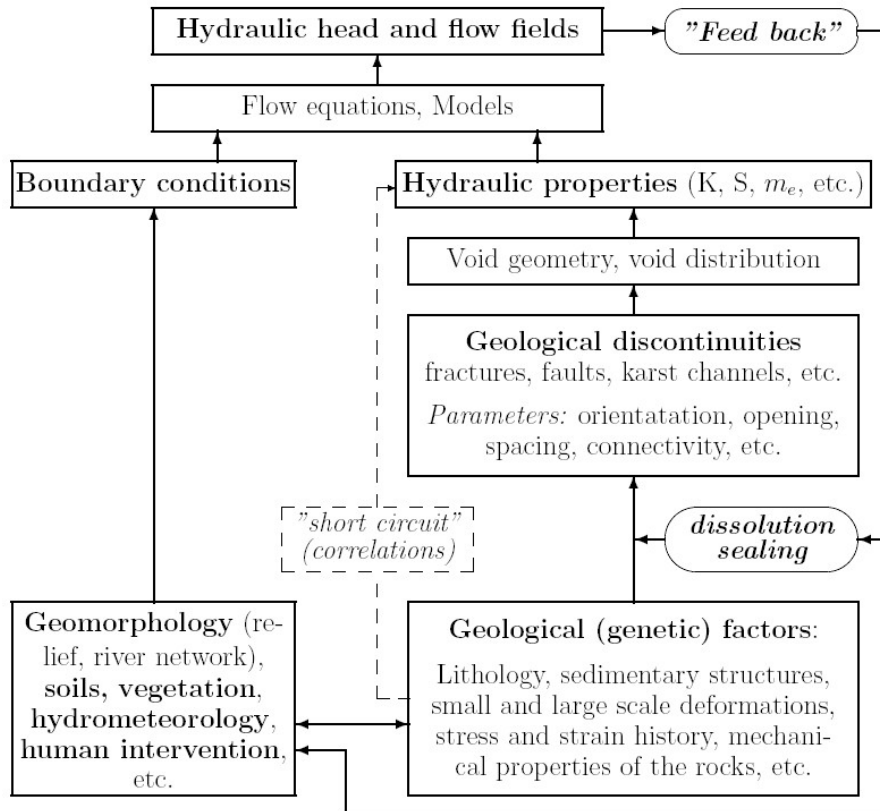 Hydraulic head and flow fields
”Feed back”
Flow equations, Models
Boundary conditions
Hydraulic properties (K, S, mₑ, etc.)
Void geometry, void distribution
Geological discontinuities
fractures, faults, karst channels, etc.
Parameters: orientatation, opening,
spacing, connectivity, etc.
”short circuit”
(correlations)
dissolution
sealing
Geomorphology (re-
lief, river network),
soils, vegetation,
hydrometeorology,
human intervention,
etc.
Geological (genetic) factors:
Lithology, sedimentary structures,
small and large scale deformations,
stress and strain history, mechani-
cal properties of the rocks, etc.